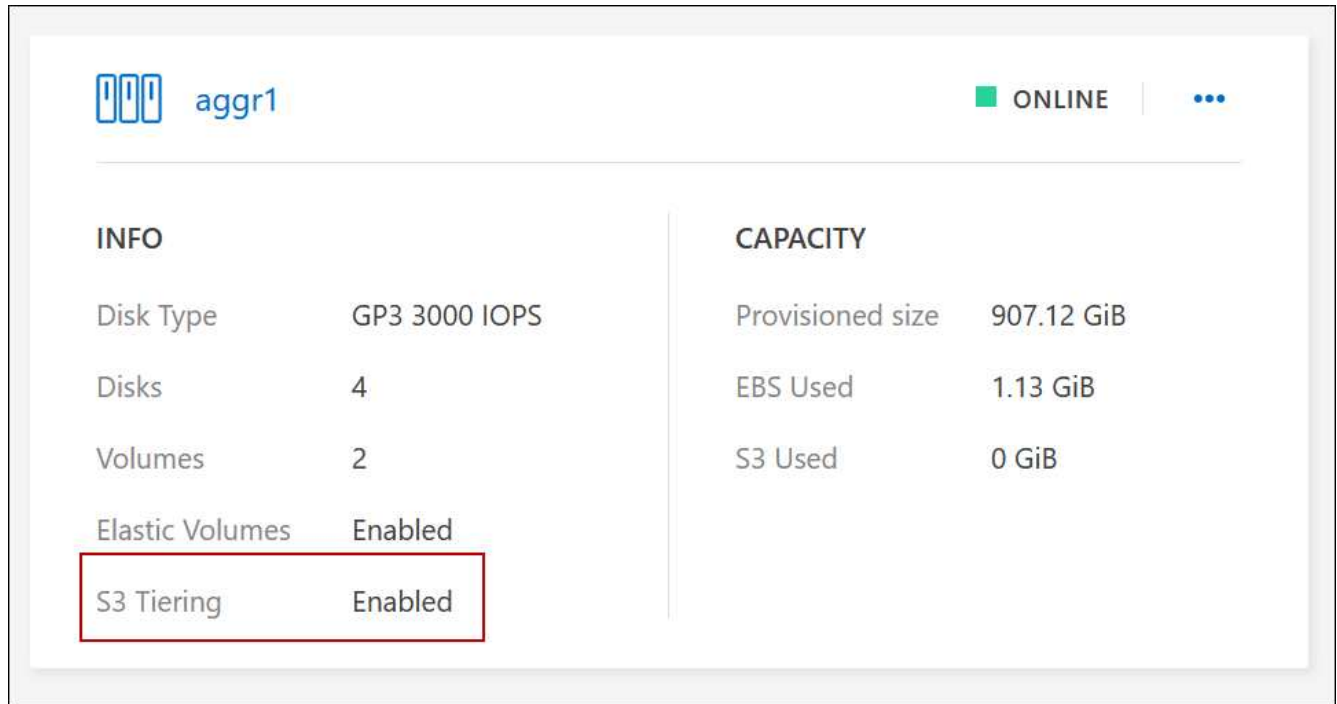 aggr1
ONLINE
INFO
Disk Type GP3 3000 IOPS
Disks 4
Volumes 2
Elastic Volumes Enabled
S3 Tiering Enabled
CAPACITY
Provisioned size 907.12 GiB
EBS Used 1.13 GiB
S3 Used 0 GiB